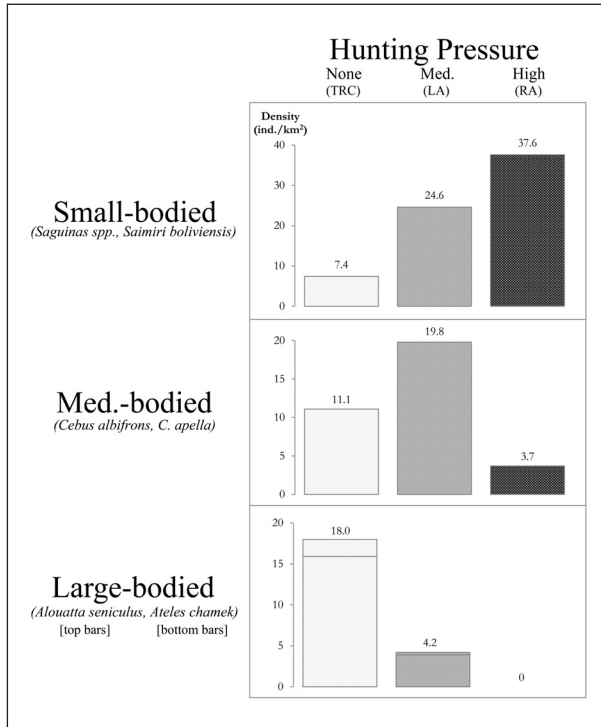 Hunting Pressure
None Med. High
(TRC) (LA) (RA)
Density
(ind./km²)
40
30
20
10
0
7.4
24.6
37.6
Small-bodied
(Saguinas spp., Saimiri boliviensis)
20
15
10
5
0
11.1
19.8
3.7
Med.-bodied
(Cebus albifrons, C. apella)
20
15
10
5
0
18.0
4.2
0
Large-bodied
(Alouatta seniculus, Ateles chamek)
[top bars] [bottom bars]